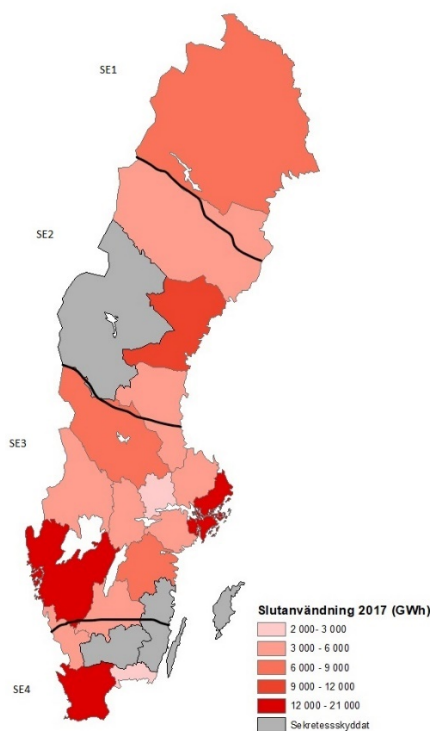 SE1
SE2
SE3
SE4
Slutanvändning 2017 (GWh)
2 000- 3 000
3 000 - 6 000
6 000 - 9 000
9 000 - 12 000
12 000 - 21 000
Sekretessskyddat